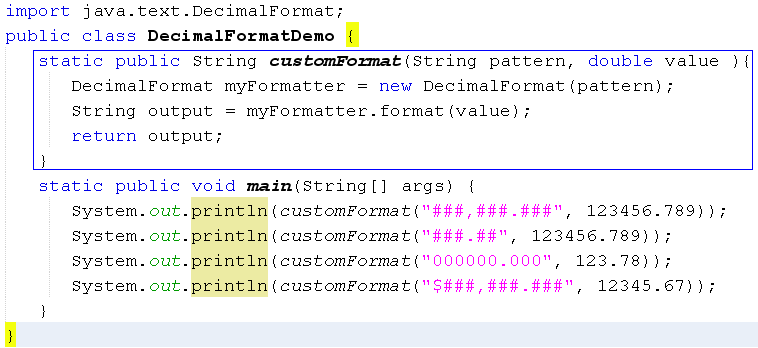 import java.text.DecimalFormat;
public class DecimalFormatDemo {
static public String customFormat(String pattern, double value ){
DecimalFormat myFormatter = new DecimalFormat(pattern);
String output = myFormatter.format(value);
return output;
}
static public void main(String[] args) {
System.out.println(customFormat("###,###.###", 123456.789));
System.out.println(customFormat("###.##", 123456.789));
System.out.println(customFormat("000000.000", 123.78));
System.out.println(customFormat("$###,###.###", 12345.67));
}
}